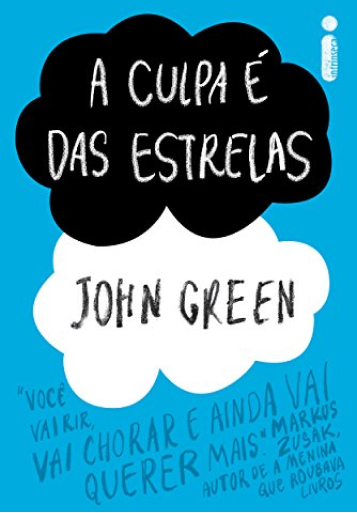 intrínseca
A CULPA É
DAS ESTRELAS
JOHN GREEN
"VOCÊ
VAI RIR,
VAI CHORAR E AINDA VAI
QUERER MAIS."
MARKUS
ZUSAK,
AUTOR DE A MENINA
QUE ROUBAVA
LIVROS